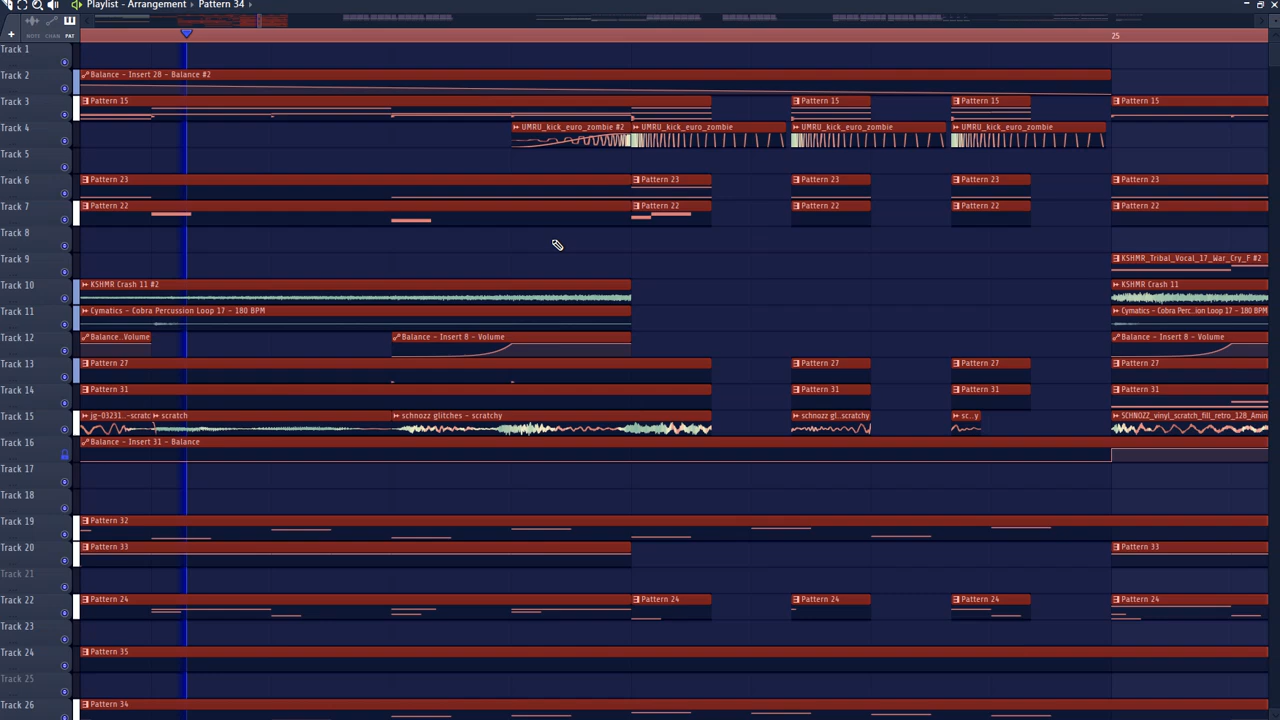 Playlist - Arrangement › Pattern 34
NOTE CHAN PAT
25
Track 1
Track 2
Balance - Insert 28 - Balance #2
Track 3
Pattern 15
Pattern 15
Pattern 15
Pattern 15
Track 4
UMRU_kick_euro_zombie #2
UMRU_kick_euro_zombie
UMRU_kick_euro_zombie
UMRU_kick_euro_zombie
Track 5
Track 6
Pattern 23
Pattern 23
Pattern 23
Pattern 23
Pattern 23
Track 7
Pattern 22
Pattern 22
Pattern 22
Pattern 22
Pattern 22
Track 8
Track 9
KSHMR_Tribal_Vocal_17_War_Cry_F #2
Track 10
KSHMR Crash 11 #2
KSHMR Crash 11
Track 11
Cymatics - Cobra Percussion Loop 17 - 180 BPM
Cymatics - Cobra Perc..ion Loop 17 - 180 BPM
Track 12
Balance..Volume
Balance - Insert 8 - Volume
Balance - Insert 8 - Volume
Track 13
Pattern 27
Pattern 27
Pattern 27
Pattern 27
Track 14
Pattern 31
Pattern 31
Pattern 31
Pattern 31
Track 15
jg-03231..-scratc
scratch
schnozz glitches - scratchy
schnozz gl..scratchy
sc..y
SCHNOZZ_vinyl_scratch_fill_retro_128_Amin
Track 16
Balance - Insert 31 - Balance
Track 17
Track 18
Track 19
Pattern 32
Track 20
Pattern 33
Pattern 33
Track 21
Track 22
Pattern 24
Pattern 24
Pattern 24
Pattern 24
Pattern 24
Track 23
Track 24
Pattern 35
Track 25
Track 26
Pattern 34